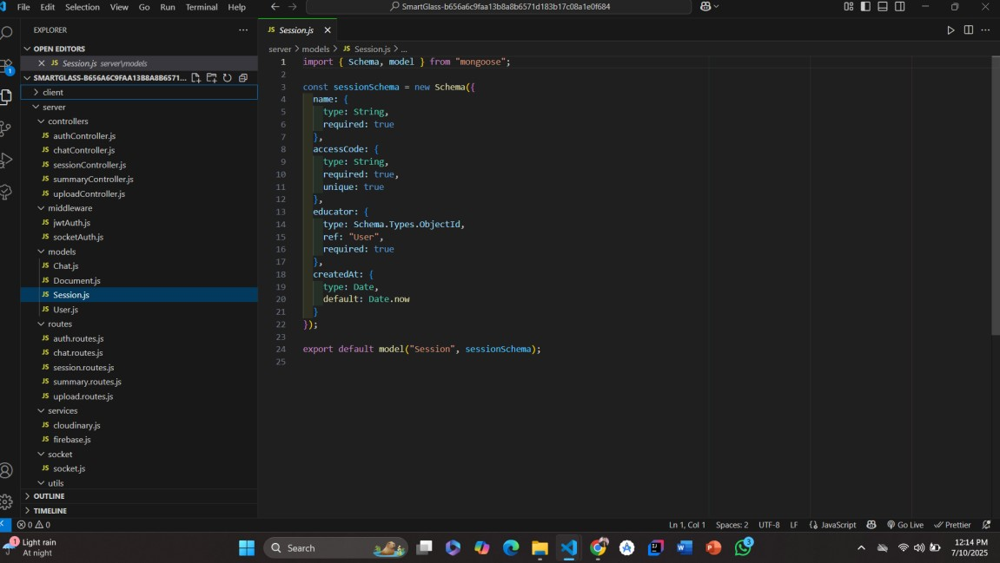 File Edit Selection View Go Run Terminal Help
SmartGlass-b656a6c9faa13b8a8b6571d183b17c08a1e0f684
EXPLORER
OPEN EDITORS
JS Session.js server\models
SMARTGLASS-B656A6C9FAA13B8A8B6571...
client
server
controllers
JS authController.js
JS chatController.js
JS sessionController.js
JS summaryController.js
JS uploadController.js
middleware
JS jwtAuth.js
JS socketAuth.js
models
JS Chat.js
JS Document.js
JS Session.js
JS User.js
routes
JS auth.routes.js
JS chat.routes.js
JS session.routes.js
JS summary.routes.js
JS upload.routes.js
services
JS cloudinary.js
JS firebase.js
socket
JS socket.js
utils
OUTLINE
TIMELINE
1
JS Session.js
server > models > JS Session.js > ...
1 import { Schema, model } from "mongoose";
2
3 const sessionSchema = new Schema({
4 name: {
5 type: String,
6 required: true
7 },
8 accessCode: {
9 type: String,
10 required: true,
11 unique: true
12 },
13 educator: {
14 type: Schema.Types.ObjectId,
15 ref: "User",
16 required: true
17 },
18 createdAt: {
19 type: Date,
20 default: Date.now
21 }
22 });
23
24 export default model("Session", sessionSchema);
25
0 0
Ln 1, Col 1 Spaces: 2 UTF-8 LF {} JavaScript Go Live Prettier
1
Light rain
At night
Search
3
12:14 PM
7/10/2025